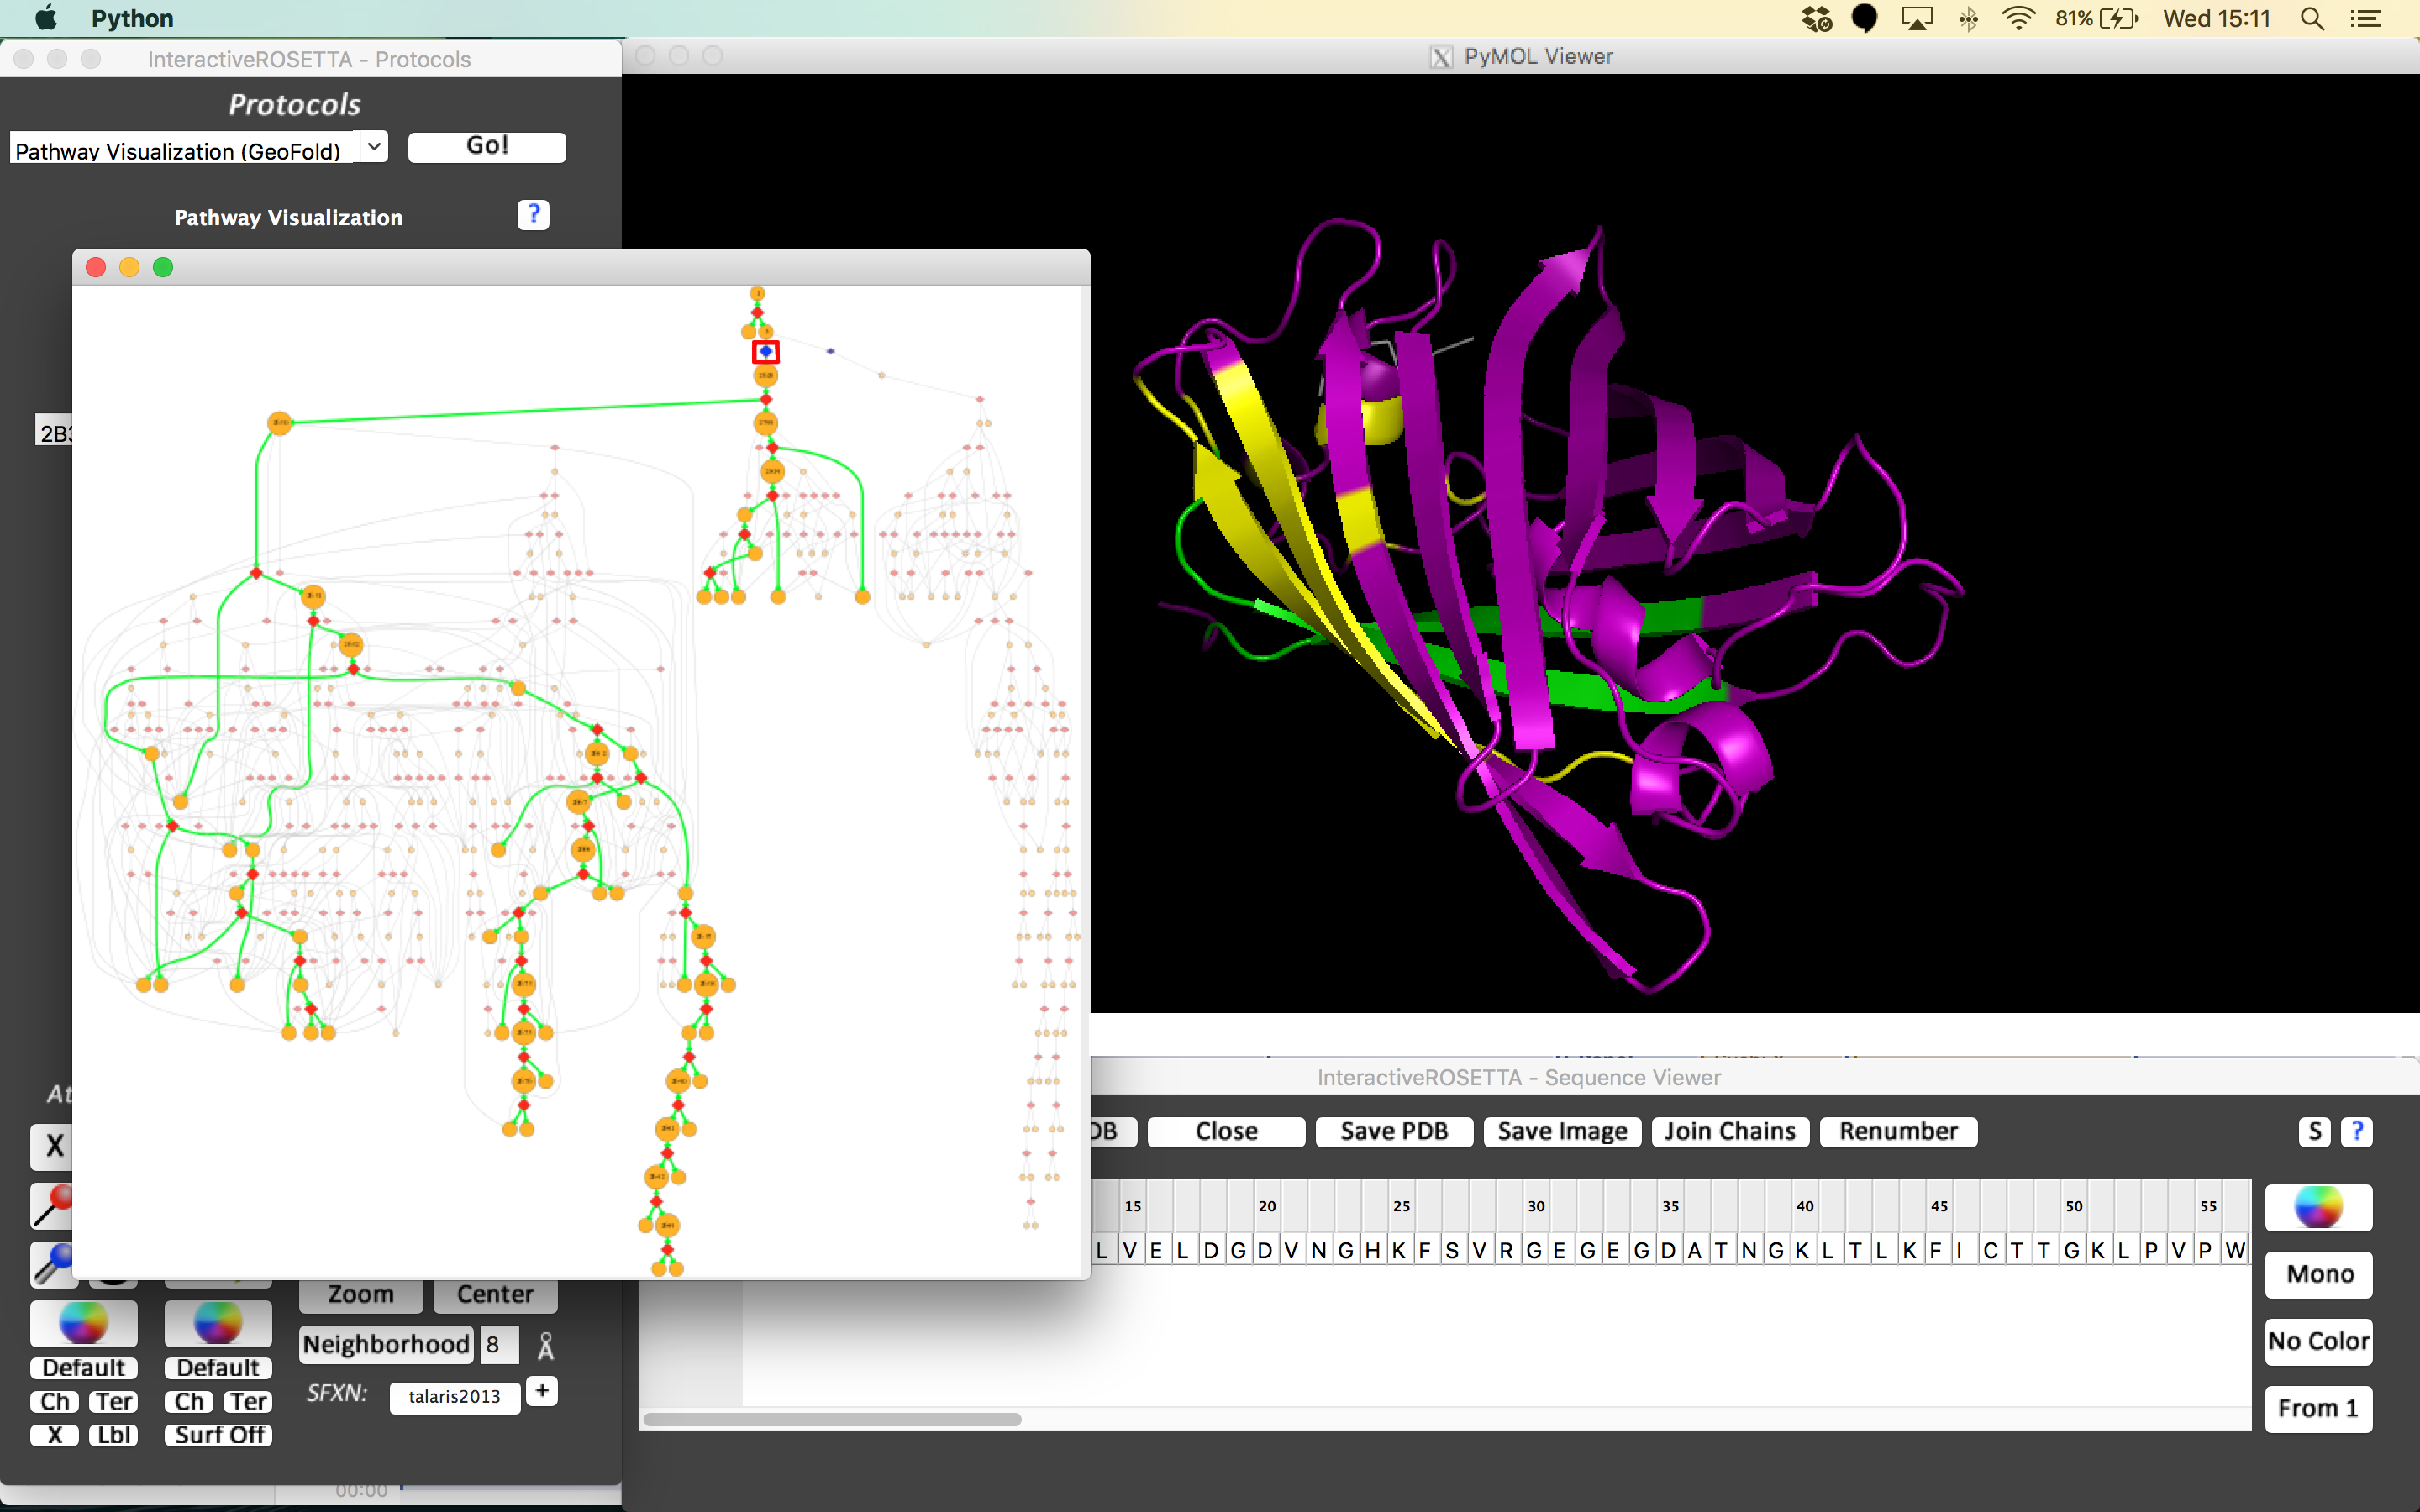 Python
81%
Wed 15:11
InteractiveROSETTA - Protocols
PyMOL Viewer
Protocols
Pathway Visualization (GeoFold)
Go!
Pathway Visualization
?
2B3
At
X
Zoom
Center
Neighborhood
8
Å
Default
Default
Ch
Ter
Ch
Ter
SFXN:
talaris2013
+
X
Lbl
Surf Off
00:00
InteractiveROSETTA - Sequence Viewer
DB
Close
Save PDB
Save Image
Join Chains
Renumber
S
?
15 20 25 30 35 40 45 50 55
L V E L D G D V N G H K F S V R G E G E G D A T N G K L T L K F I C T T G K L P V P W
Mono
No Color
From 1